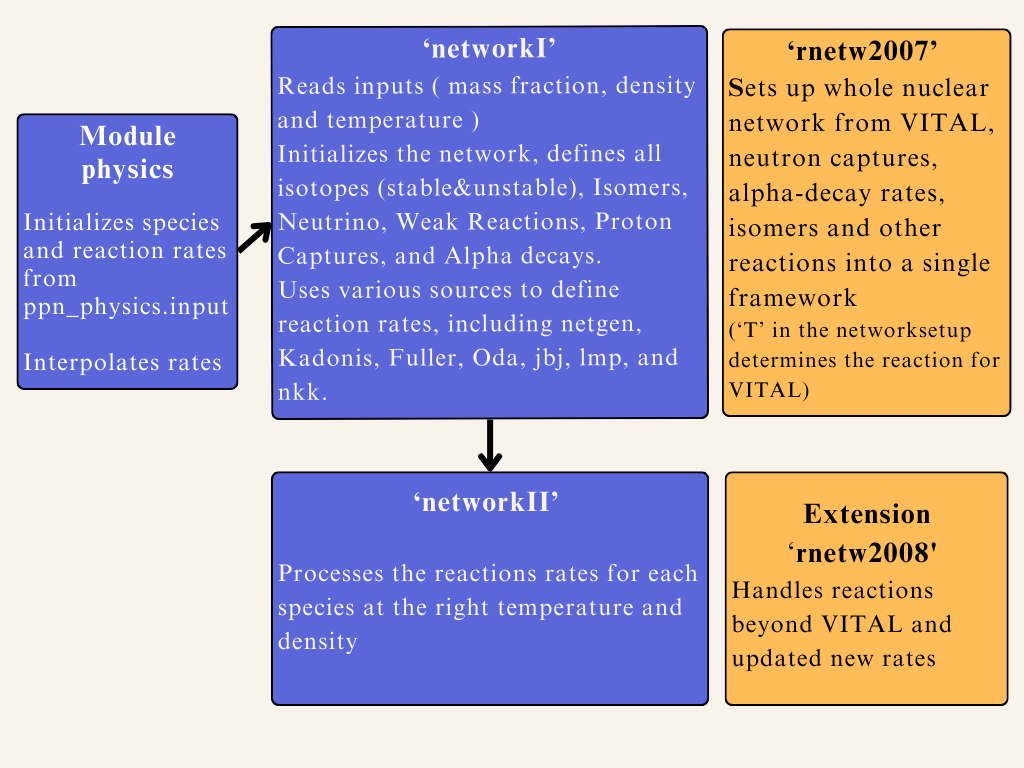 Module
physics
Initializes species
and reaction rates
from
ppn_physics.input
Interpolates rates
‘networkI’
Reads inputs ( mass fraction, density
and temperature )
Initializes the network, defines all
isotopes (stable&unstable), Isomers,
Neutrino, Weak Reactions, Proton
Captures, and Alpha decays.
Uses various sources to define
reaction rates, including netgen,
Kadonis, Fuller, Oda, jbj, lmp, and
nkk.
‘rnetw2007’
Sets up whole nuclear
network from VITAL,
neutron captures,
alpha-decay rates,
isomers and other
reactions into a single
framework
(‘T’ in the networksetup
determines the reaction for
VITAL)
‘networkII’
Processes the reactions rates for each
species at the right temperature and
density
Extension
‘rnetw2008'
Handles reactions
beyond VITAL and
updated new rates